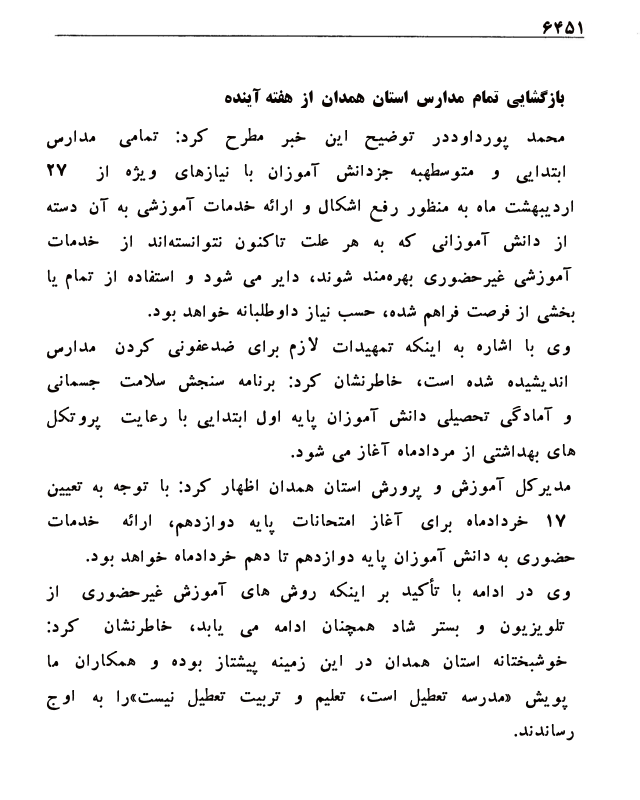 ۶۴۵۱
بازگشایی تمام مدارس استان همدان از هفته آینده
محمد پورداوددر توضیح این خبر مطرح کرد: تمامی مدارس
ابتدایی و متوسطهبه جزدانش آموزان با نیازهای ویژه از ۲۷
اردیبهشت ماه به منظور رفع اشکال و ارائه خدمات آموزشی به آن دسته
از دانش آموزانی که به هر علت تاکنون نتوانسته‌اند از خدمات
آموزشی غیرحضوری بهره‌مند شوند، دایر می شود و استفاده از تمام یا
بخشی از فرصت فراهم شده، حسب نیاز داوطلبانه خواهد بود.
وی با اشاره به اینکه تمهیدات لازم برای ضدعفونی کردن مدارس
اندیشیده شده است، خاطرنشان کرد: برنامه سنجش سلامت جسمانی
و آمادگی تحصیلی دانش آموزان پایه اول ابتدایی با رعایت پروتکل
های بهداشتی از مردادماه آغاز می شود.
مدیرکل آموزش و پرورش استان همدان اظهار کرد: با توجه به تعیین
۱۷ خردادماه برای آغاز امتحانات پایه دوازدهم، ارائه خدمات
حضوری به دانش آموزان پایه دوازدهم تا دهم خردادماه خواهد بود.
وی در ادامه با تأکید بر اینکه روش های آموزش غیرحضوری از
تلویزیون و بستر شاد همچنان ادامه می یابد، خاطرنشان کرد:
خوشبختانه استان همدان در این زمینه پیشتاز بوده و همکاران ما
پویش «مدرسه تعطیل است، تعلیم و تربیت تعطیل نیست»را به اوج
رساندند.